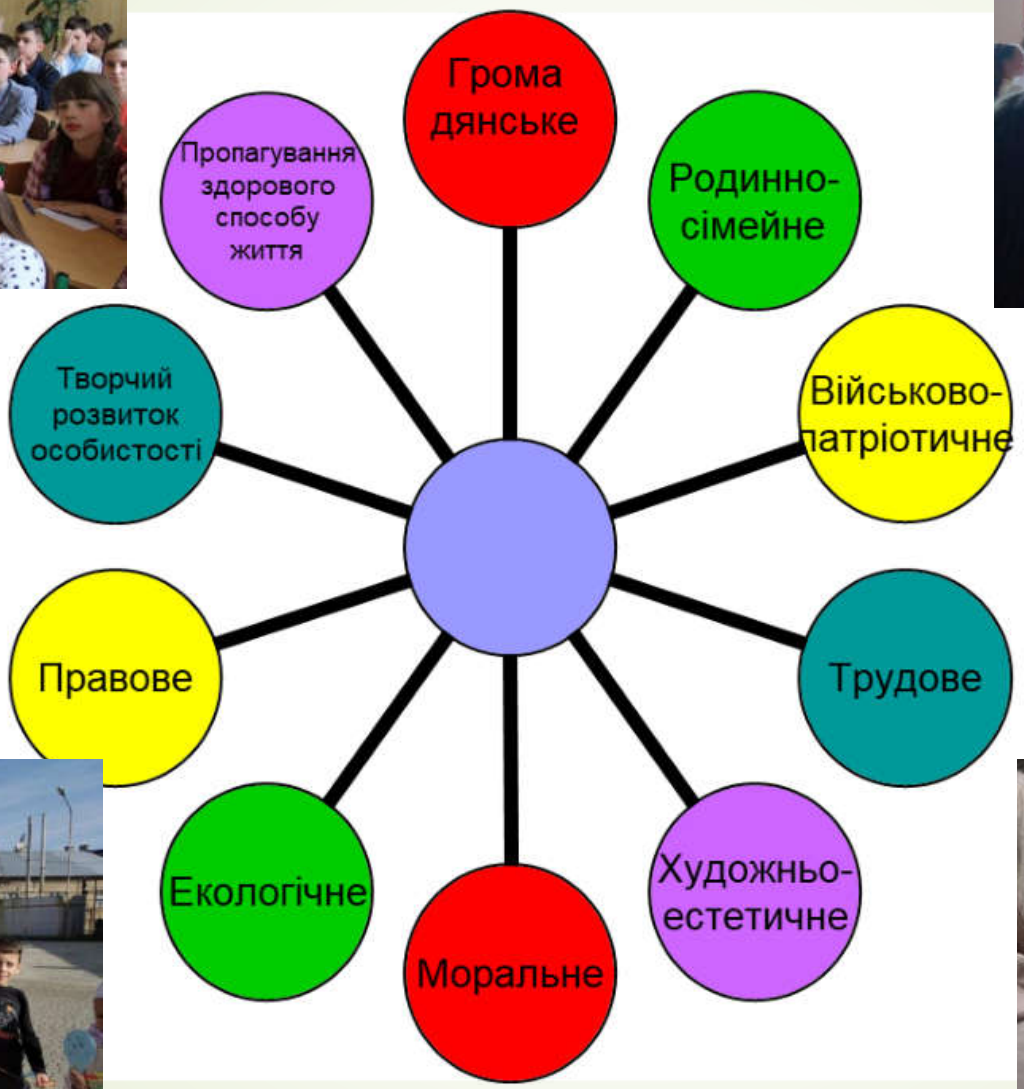 Грома
дянське
Родинно-
сімейне
Військово-
патріотичне
Трудове
Художньо-
естетичне
Моральне
Екологічне
Правове
Творчий
розвиток
особистості
Пропагування
здорового
способу
життя